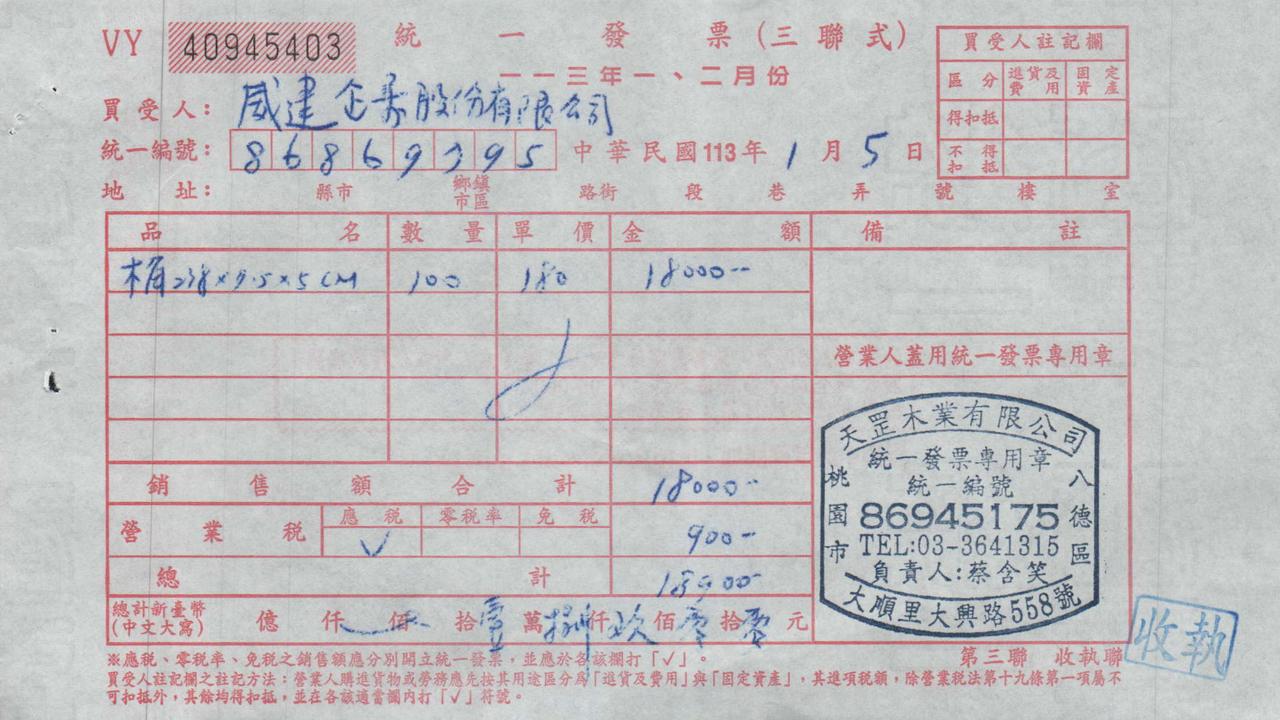 VY 40945403 統一發票(三聯式)
一一三年一、二月份
買受人: 威建企業股份有限公司
統一編號: 86869395 中華民國113年1月5日
地址: 縣市 鄉鎮市區 路街 段 巷 弄 號 樓 室
買受人註記欄
區分 進貨及費用 固定資產
得扣抵
不得扣抵
品名 數量 單價 金額 備註
238×9.5×5CM 100 180 18000--
營業人蓋用統一發票專用章
銷售額合計 18000--
營業稅 應稅 零稅率 免稅 900--
✓
總計 18900-
總計新臺幣(中文大寫) 億 仟 佰 拾壹萬捌仟玖佰零拾零元
天罡木業有限公司
統一發票專用章
統一編號
86945175
TEL:03-3641315
負責人:蔡含笑
桃園市
八德區
大順里大興路558號
※應稅、零稅率、免稅之銷售額應分別開立統一發票,並應於各該欄打「✓」。
第三聯 收執聯
收執
買受人註記欄之註記方法:營業人購進貨物或勞務應先按其用途區分為「進貨及費用」與「固定資產」,其進項稅額,除營業稅法第十九條第一項屬不
可扣抵外,其餘均得扣抵,並在各該適當欄內打「✓」符號。